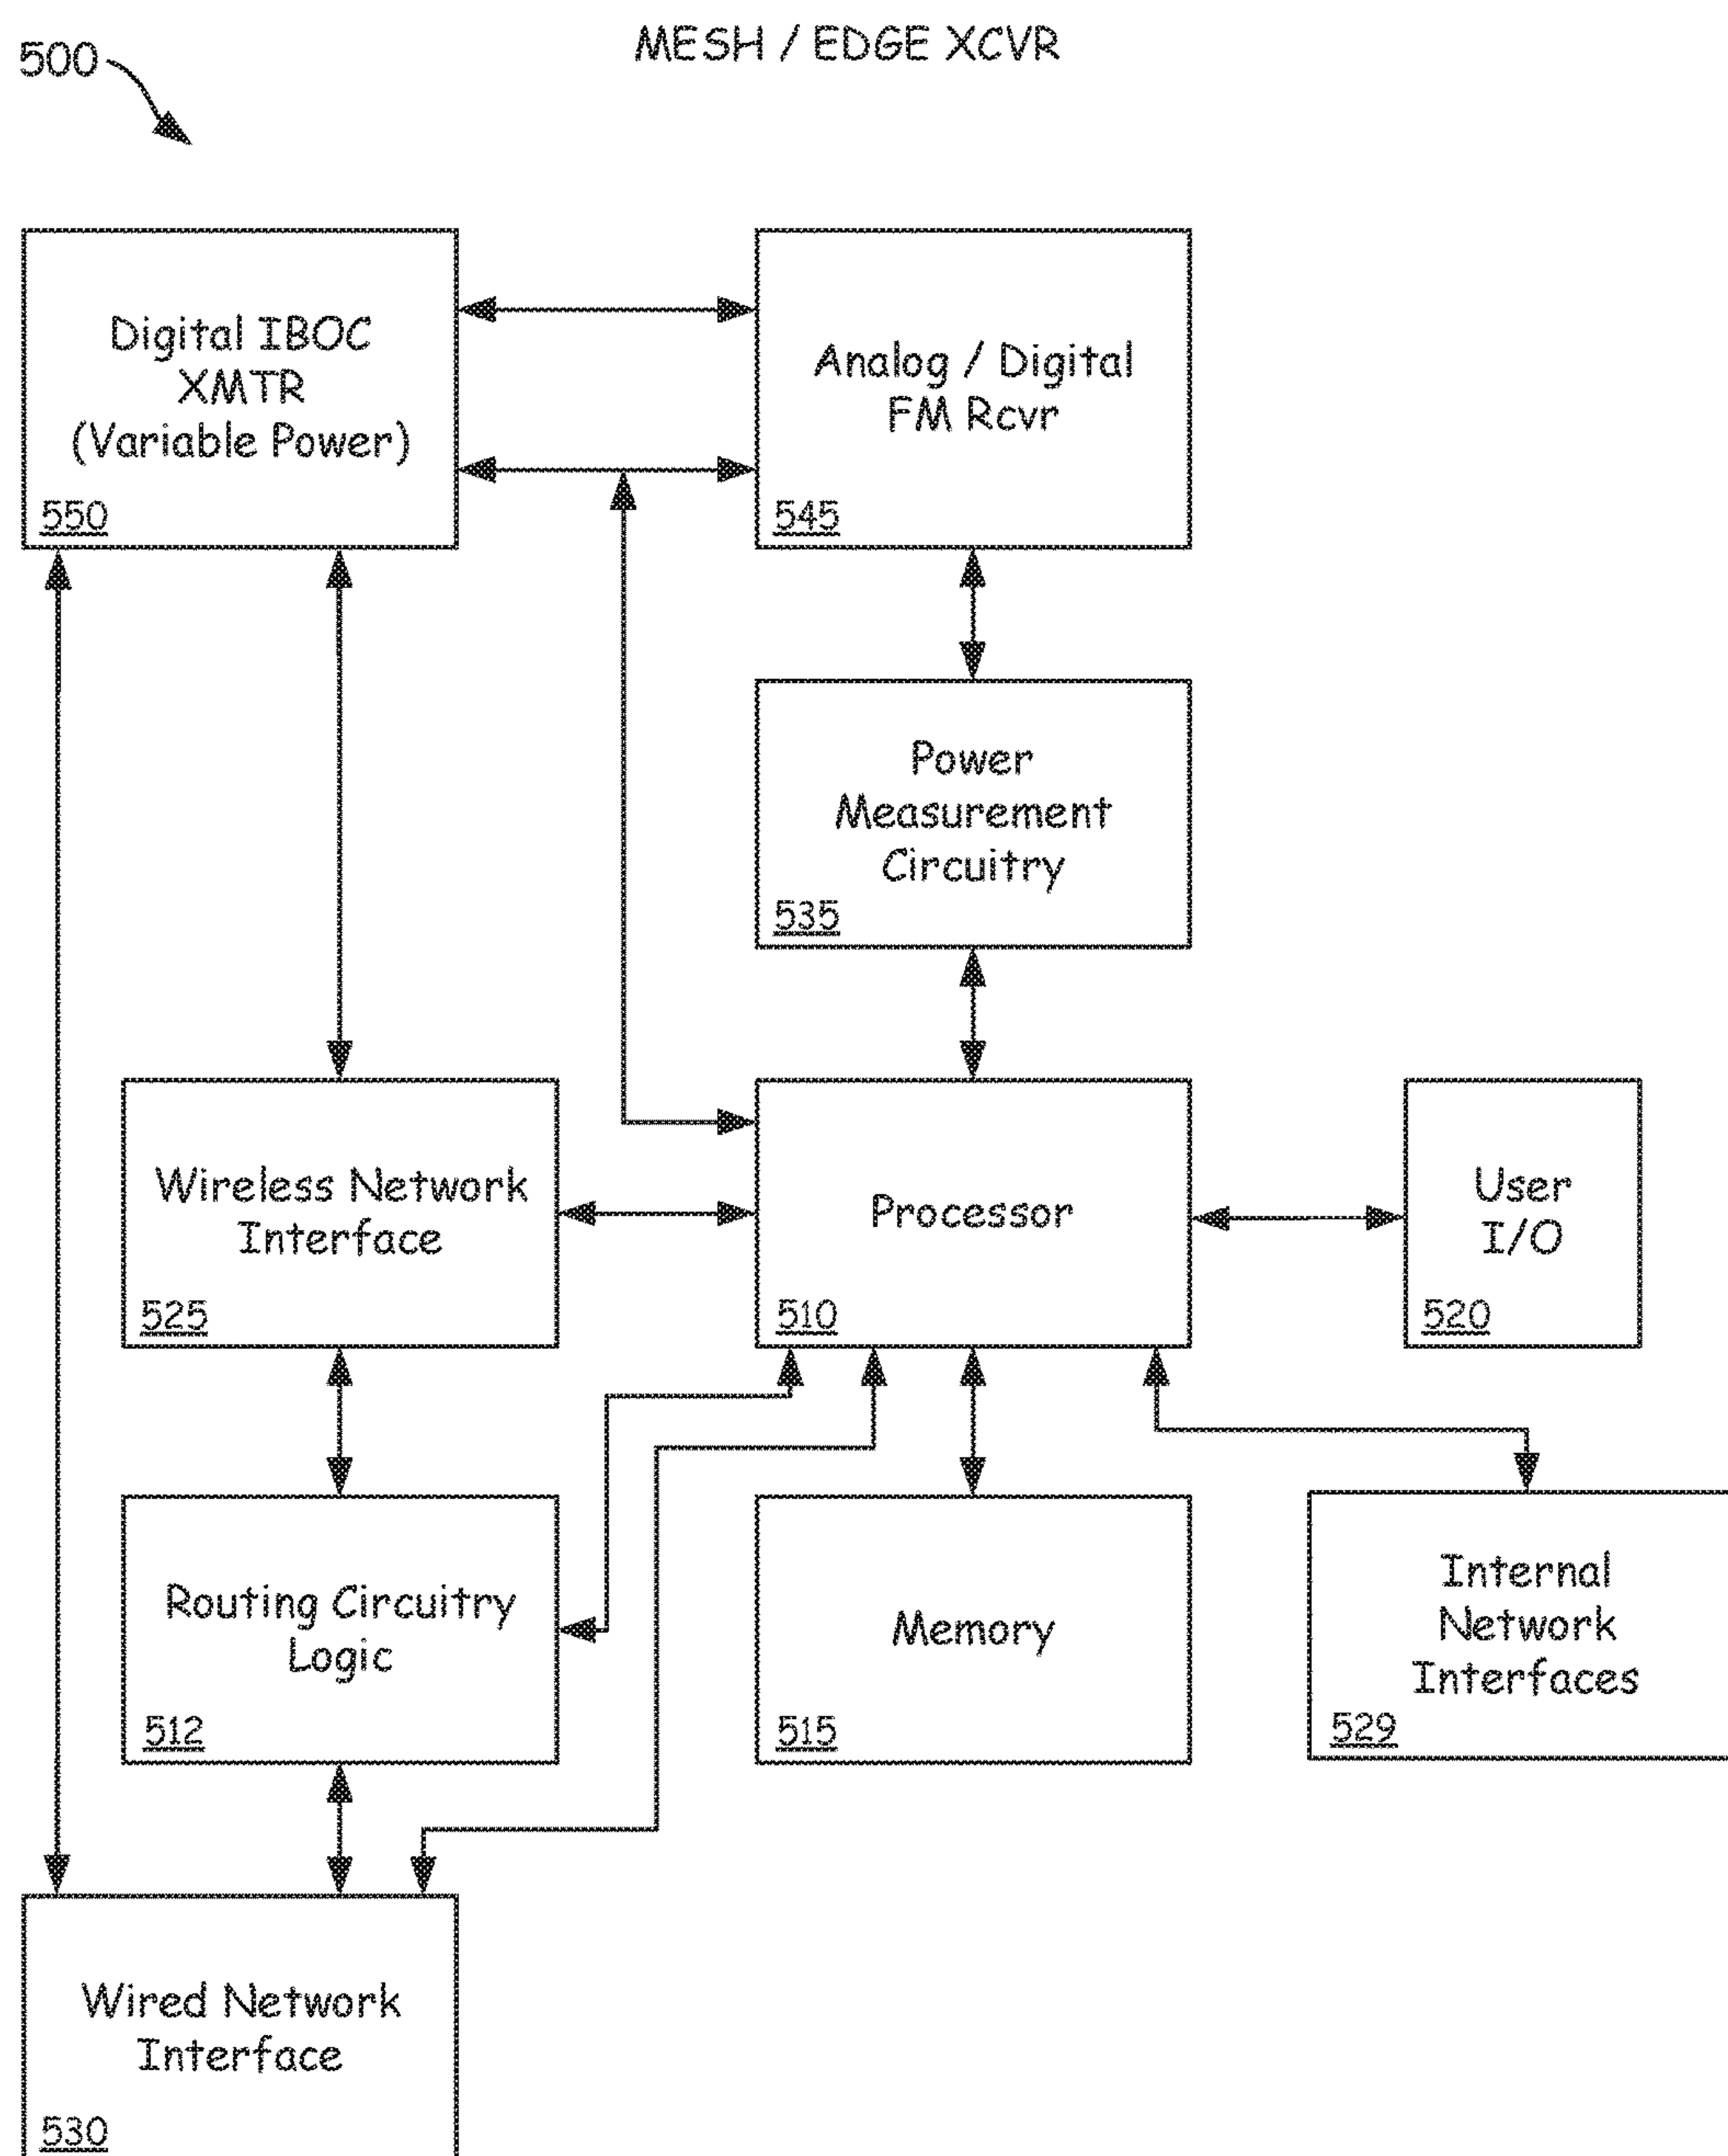 MESH / EDGE XCVR
500
Digital IBOC
XMTR
(Variable Power)
550
Analog / Digital
FM Rcvr
545
Power
Measurement
Circuitry
535
Wireless Network
Interface
525
Processor
510
User
I/O
520
Routing Circuitry
Logic
512
Memory
515
Internal
Network
Interfaces
529
Wired Network
Interface
530